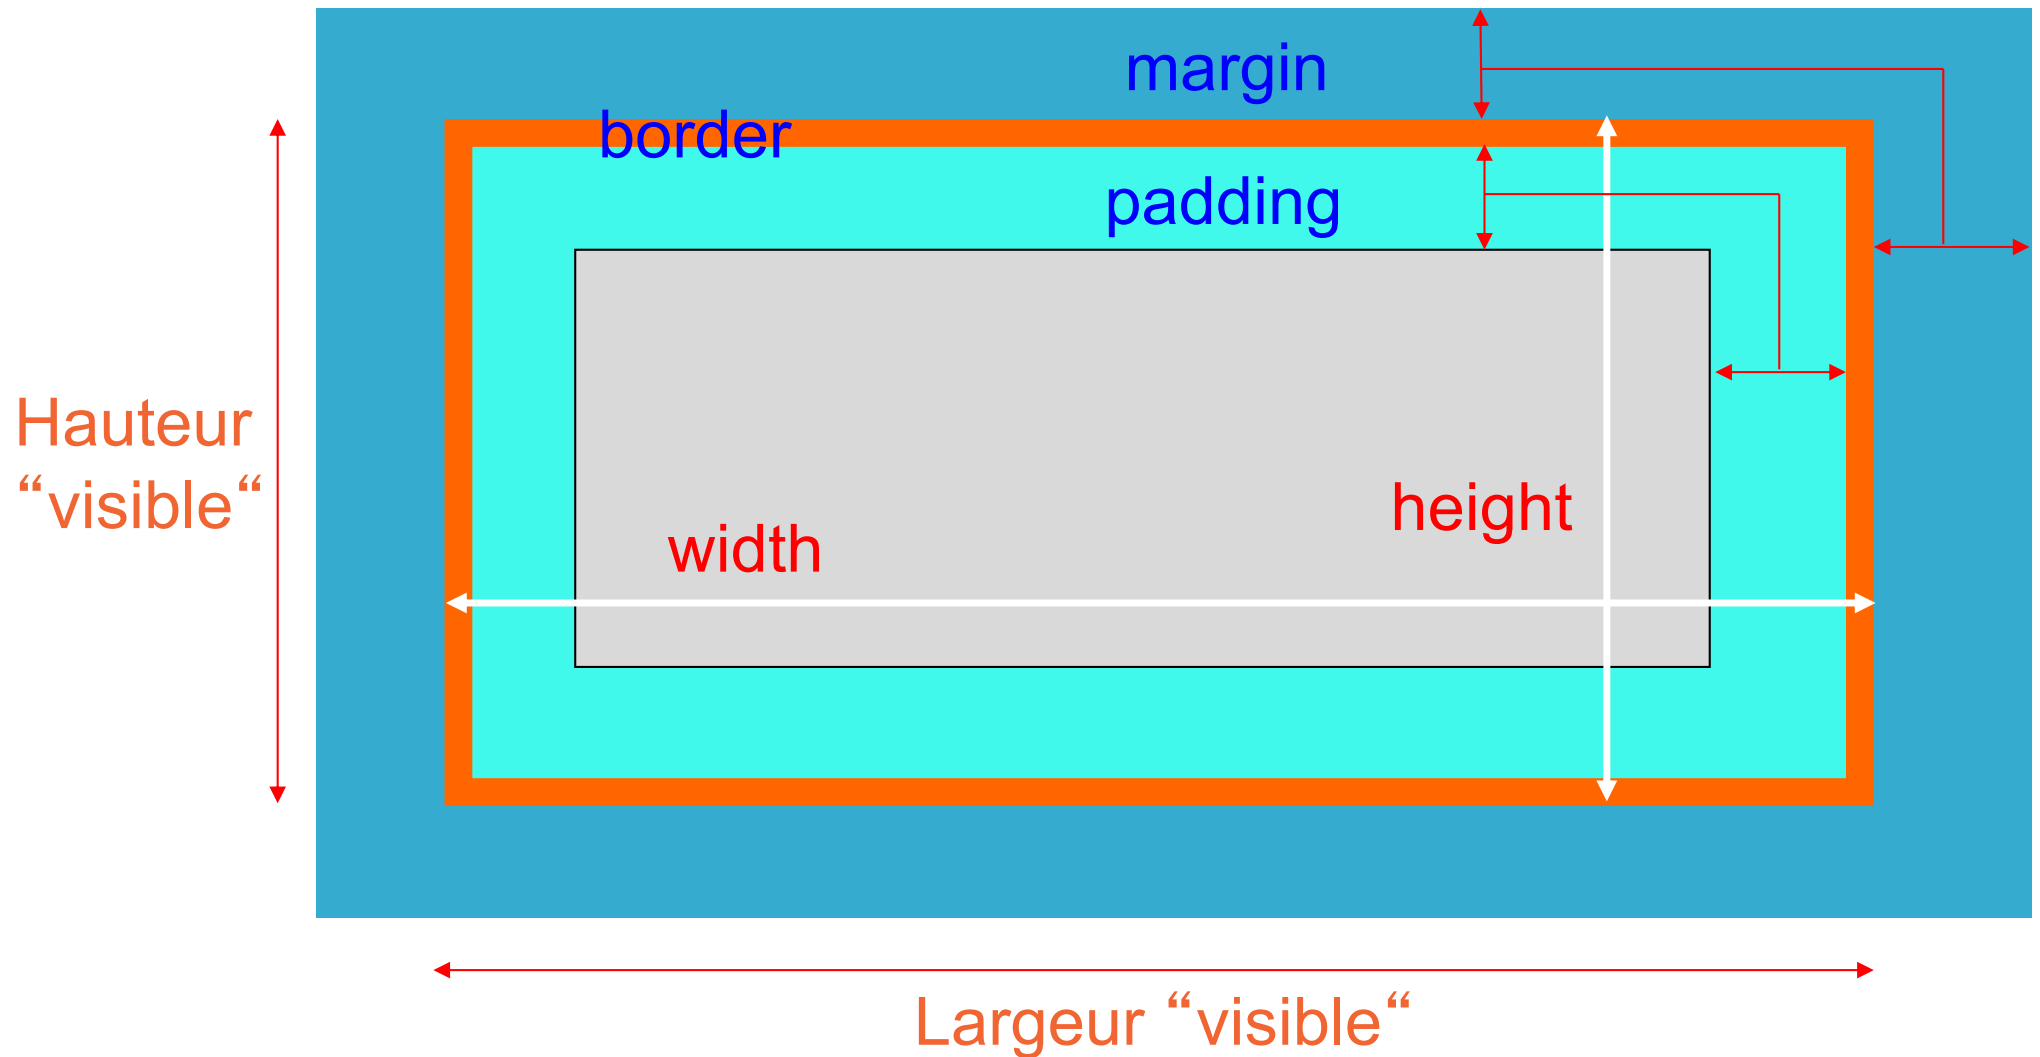 margin
border
padding
Hauteur
“visible“
height
width
Largeur “visible“